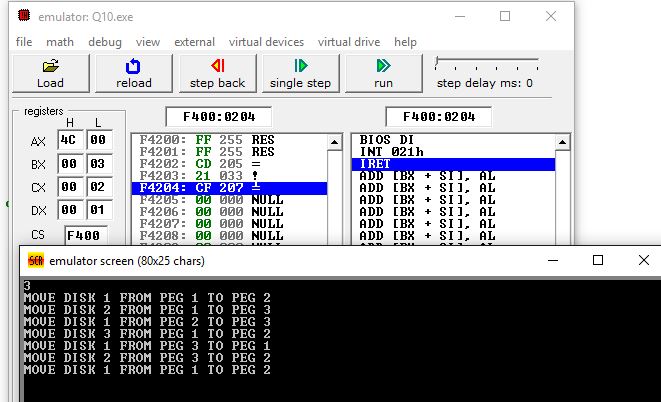 emulator: Q10.exe
file math debug view external virtual devices virtual drive help
Load reload step back single step run step delay ms: 0
registers
F400:0204 F400:0204
H L
AX 4C 00
BX 00 03
CX 00 02
DX 00 01
CS F400
F4200: FF 255 RES
F4201: FF 255 RES
F4202: CD 205 =
F4203: 21 033 !
F4204: CF 207 ╧
F4205: 00 000 NULL
F4206: 00 000 NULL
F4207: 00 000 NULL
F4208: 00 000 NULL
BIOS DI
INT 021h
IRET
ADD [BX + SI], AL
ADD [BX + SI], AL
ADD [BX + SI], AL
ADD [BX + SI], AL
ADD [BX + SI], AL
ADD [BX + SI], AL
SCR emulator screen (80x25 chars)
3
MOVE DISK 1 FROM PEG 1 TO PEG 2
MOVE DISK 2 FROM PEG 1 TO PEG 3
MOVE DISK 1 FROM PEG 2 TO PEG 3
MOVE DISK 3 FROM PEG 1 TO PEG 2
MOVE DISK 1 FROM PEG 3 TO PEG 1
MOVE DISK 2 FROM PEG 3 TO PEG 2
MOVE DISK 1 FROM PEG 1 TO PEG 2